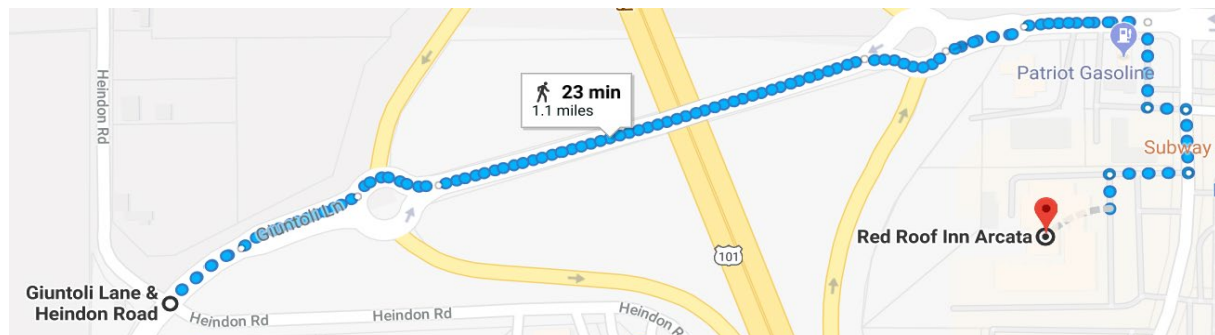 Heindon Rd
23 min
1.1 miles
Patriot Gasoline
Subway
Giuntoli Ln
101
Red Roof Inn Arcata
Giuntoli Lane &
Heindon Road
Heindon Rd
Heindon Rd